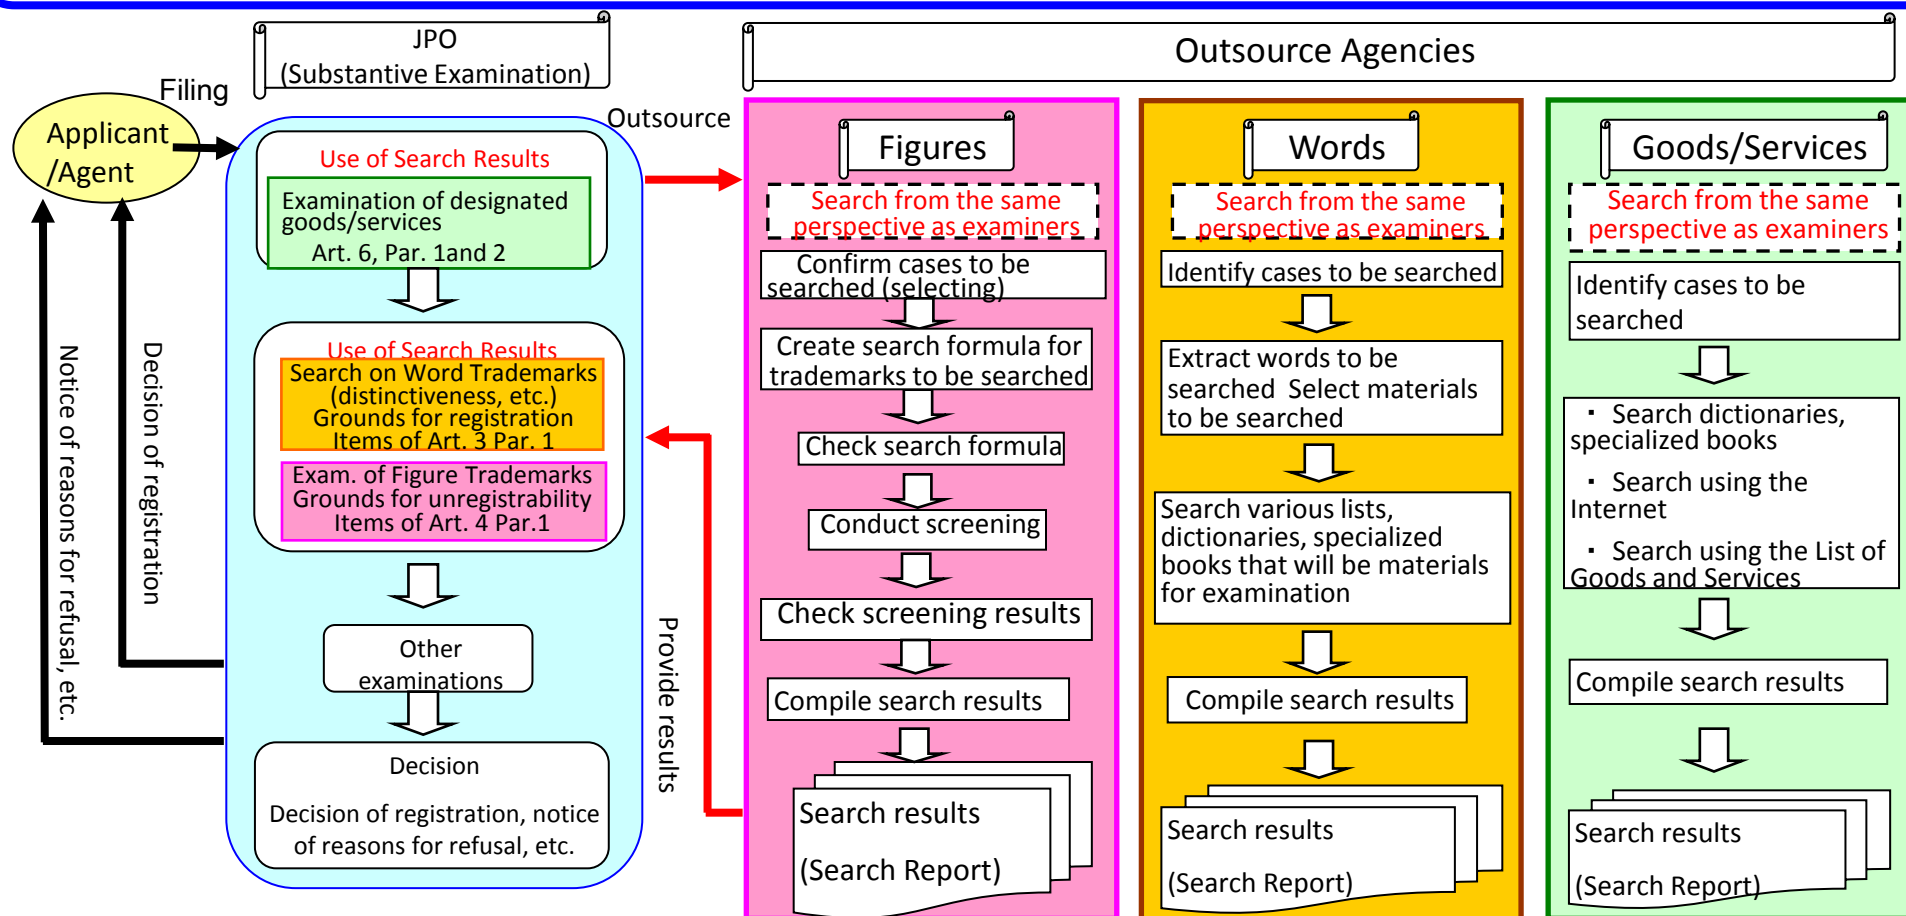 JPO
(Substantive Examination)
Outsource Agencies
Filing
Applicant
/Agent
Outsource
Use of Search Results
Examination of designated
goods/services
Art. 6, Par. 1and 2
Use of Search Results
Search on Word Trademarks
(distinctiveness, etc.)
Grounds for registration
Items of Art. 3 Par. 1
Exam. of Figure Trademarks
Grounds for unregistrability
Items of Art. 4 Par.1
Other
examinations
Decision
Decision of registration, notice
of reasons for refusal, etc.
Notice of reasons for refusal, etc.
Decision of registration
Provide results
Figures
Search from the same
perspective as examiners
Confirm cases to be
searched (selecting)
Create search formula for
trademarks to be searched
Check search formula
Conduct screening
Check screening results
Compile search results
Search results
(Search Report)
Words
Search from the same
perspective as examiners
Identify cases to be searched
Extract words to be
searched  Select materials
to be searched
Search various lists,
dictionaries, specialized
books that will be materials
for examination
Compile search results
Search results
(Search Report)
Goods/Services
Search from the same
perspective as examiners
Identify cases to be
searched
・ Search dictionaries,
specialized books
・ Search using the
Internet
・ Search using the List of
Goods and Services
Compile search results
Search results
(Search Report)